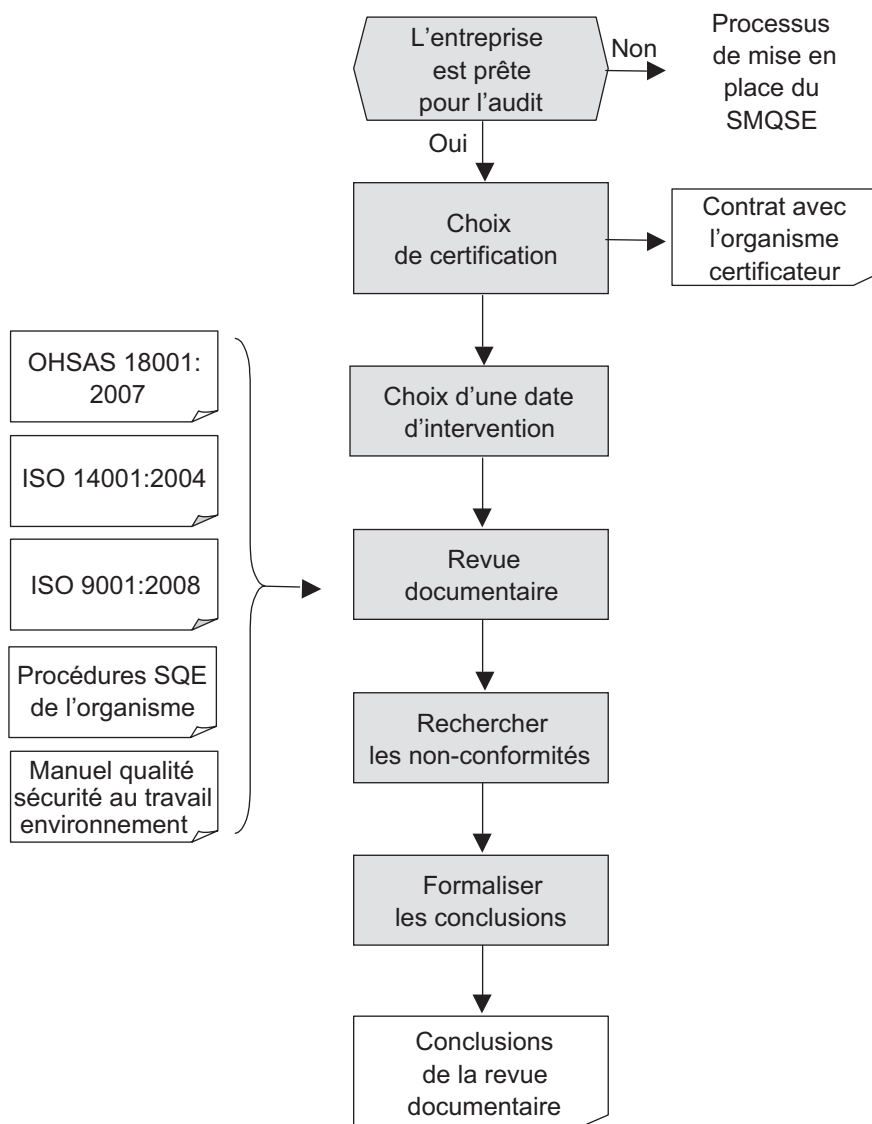 L'entreprise
est prête
pour l'audit
Non
Processus
de mise en
place du
SMQSE
Oui
Choix
de certification
Contrat avec
l'organisme
certificateur
OHSAS 18001:
2007
Choix d'une date
d'intervention
ISO 14001:2004
ISO 9001:2008
Revue
documentaire
Procédures SQE
de l'organisme
Rechercher
les non-conformités
Manuel qualité
sécurité au travail
environnement
Formaliser
les conclusions
Conclusions
de la revue
documentaire